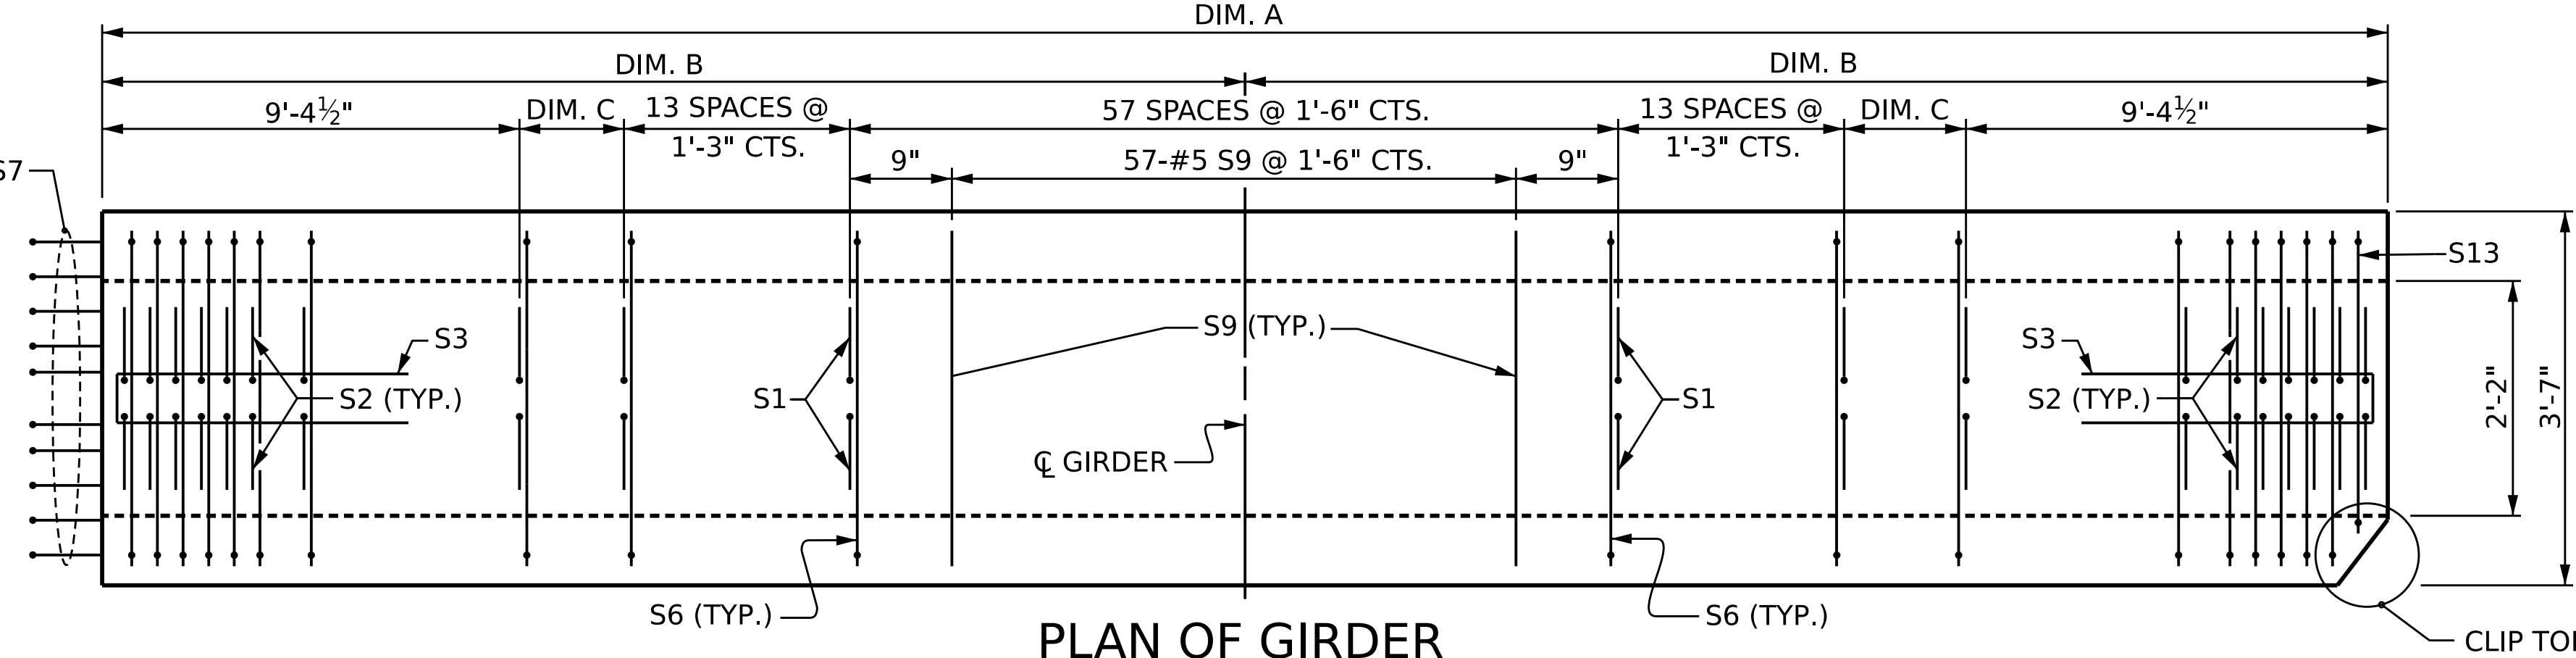 DIM. A
DIM. B
DIM. B
9'-4½"
DIM. C
13 SPACES @
1'-3" CTS.
57 SPACES @ 1'-6" CTS.
13 SPACES @
1'-3" CTS.
DIM. C
9'-4½"
9"
57-#5 S9 @ 1'-6" CTS.
9"
S7
S13
S3
S9 (TYP.)
S3
S2 (TYP.)
S1
S1
S2 (TYP.)
2'-2"
3'-7"
℄ GIRDER
S6 (TYP.)
S6 (TYP.)
PLAN OF GIRDER
CLIP TO